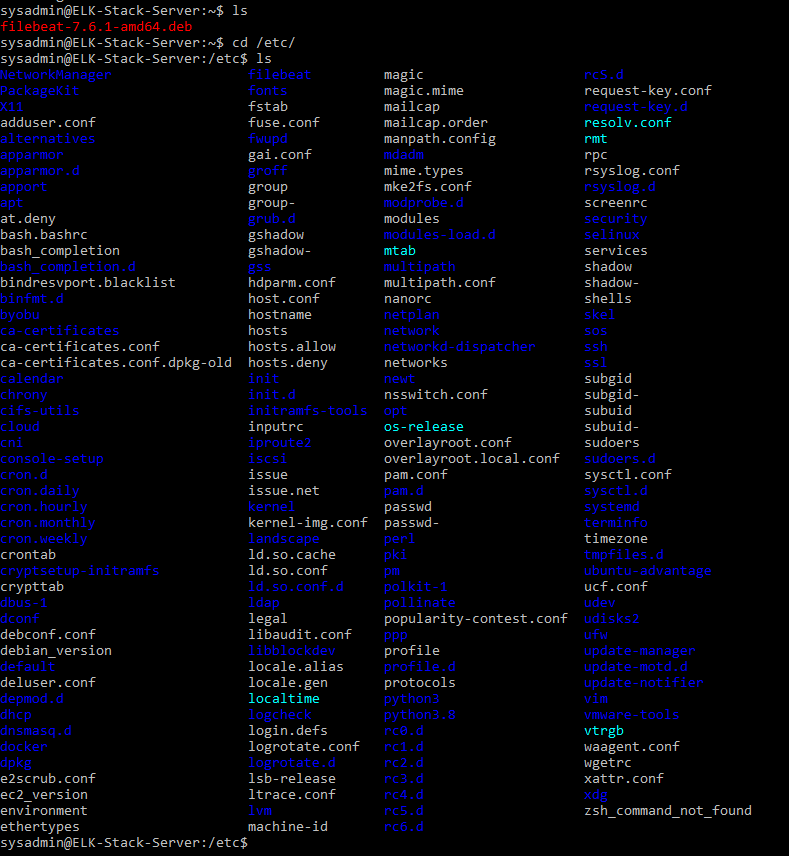 sysadmin@ELK-Stack-Server:~$ ls
filebeat-7.6.1-amd64.deb
sysadmin@ELK-Stack-Server:~$ cd /etc/
sysadmin@ELK-Stack-Server:/etc$ ls
NetworkManager filebeat magic rcS.d
PackageKit fonts magic.mime request-key.conf
X11 fstab mailcap request-key.d
adduser.conf fuse.conf mailcap.order resolv.conf
alternatives fwupd manpath.config rmt
apparmor gai.conf mdadm rpc
apparmor.d groff mime.types rsyslog.conf
apport group mke2fs.conf rsyslog.d
apt group- modprobe.d screenrc
at.deny grub.d modules security
bash.bashrc gshadow modules-load.d selinux
bash_completion gshadow- mtab services
bash_completion.d gss multipath shadow
bindresvport.blacklist hdparm.conf multipath.conf shadow-
binfmt.d host.conf nanorc shells
byobu hostname netplan skel
ca-certificates hosts network sos
ca-certificates.conf hosts.allow networkd-dispatcher ssh
ca-certificates.conf.dpkg-old hosts.deny networks ssl
calendar init newt subgid
chrony init.d nsswitch.conf subgid-
cifs-utils initramfs-tools opt subuid
cloud inputrc os-release subuid-
cni iproute2 overlayroot.conf sudoers
console-setup iscsi overlayroot.local.conf sudoers.d
cron.d issue pam.conf sysctl.conf
cron.daily issue.net pam.d sysctl.d
cron.hourly kernel passwd systemd
cron.monthly kernel-img.conf passwd- terminfo
cron.weekly landscape perl timezone
crontab ld.so.cache pki tmpfiles.d
cryptsetup-initramfs ld.so.conf pm ubuntu-advantage
crypttab ld.so.conf.d polkit-1 ucf.conf
dbus-1 ldap pollinate udev
dconf legal popularity-contest.conf udisks2
debconf.conf libaudit.conf ppp ufw
debian_version libblockdev profile update-manager
default locale.alias profile.d update-motd.d
deluser.conf locale.gen protocols update-notifier
depmod.d localtime python3 vim
dhcp logcheck python3.8 vmware-tools
dnsmasq.d login.defs rc0.d vtrgb
docker logrotate.conf rc1.d waagent.conf
dpkg logrotate.d rc2.d wgetrc
e2scrub.conf lsb-release rc3.d xattr.conf
ec2_version ltrace.conf rc4.d xdg
environment lvm rc5.d zsh_command_not_found
ethertypes machine-id rc6.d
sysadmin@ELK-Stack-Server:/etc$